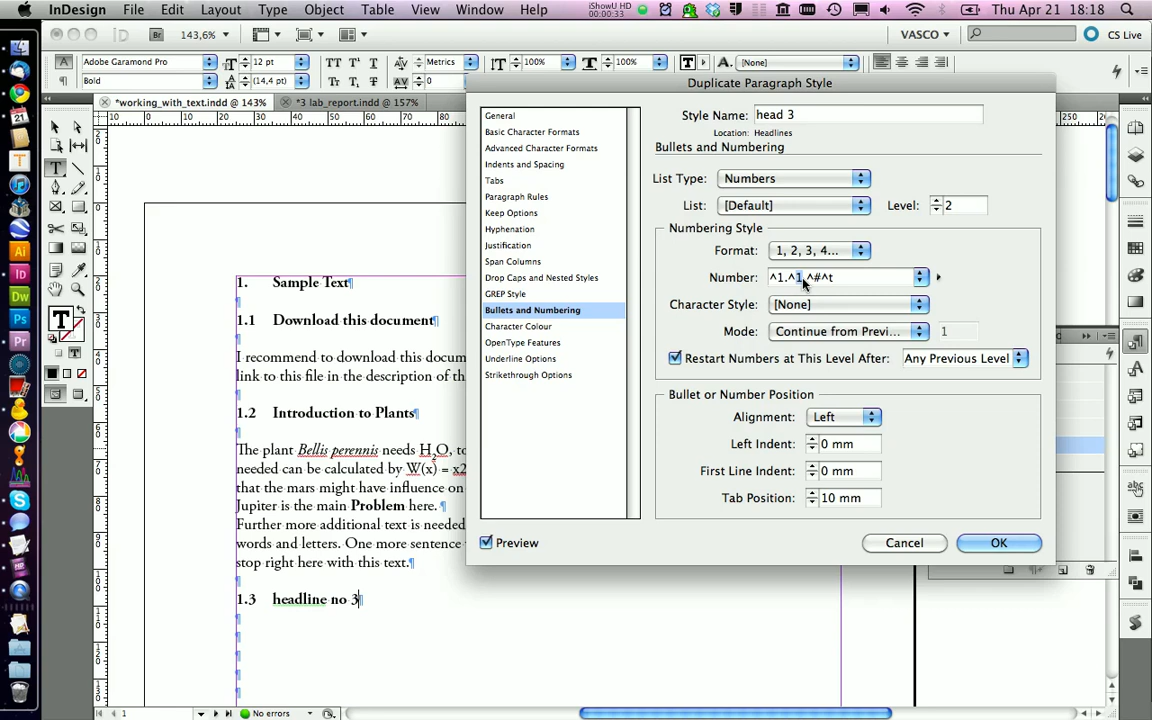 InDesign File Edit Layout Type Object Table View Window Help iShowU HD 00:00:33 Thu Apr 21 18:18
Br 143,6% VASCO CS Live
A Adobe Garamond Pro 12 pt TT Metrics 100% 100% T A. [None]
¶ Bold (14,4 pt) 0
*working_with_text.indd @ 143% *3 lab_report.indd @ 157%
Duplicate Paragraph Style
General
Basic Character Formats
Advanced Character Formats
Indents and Spacing
Tabs
Paragraph Rules
Keep Options
Hyphenation
Justification
Span Columns
Drop Caps and Nested Styles
GREP Style
Bullets and Numbering
Character Colour
OpenType Features
Underline Options
Strikethrough Options
Style Name: head 3
Location: Headlines
Bullets and Numbering
List Type: Numbers
List: [Default] Level: 2
Numbering Style
Format: 1, 2, 3, 4...
Number: ^1.^1.^#^t
Character Style: [None]
Mode: Continue from Previ... 1
Restart Numbers at This Level After: Any Previous Level
Bullet or Number Position
Alignment: Left
Left Indent: 0 mm
First Line Indent: 0 mm
Tab Position: 10 mm
Preview Cancel OK
1. Sample Text¶
1.1 Download this document¶
I recommend to download this docu
link to this file in the description of th
1.2 Introduction to Plants¶
The plant Bellis perennis needs H2O, to
needed can be calculated by W(x) = x2
that the mars might have influence on
Jupiter is the main Problem here. ¶
Further more additional text is needed
words and letters. One more sentence
stop right here with this text.¶
1.3 headline no 3¶
1 No errors